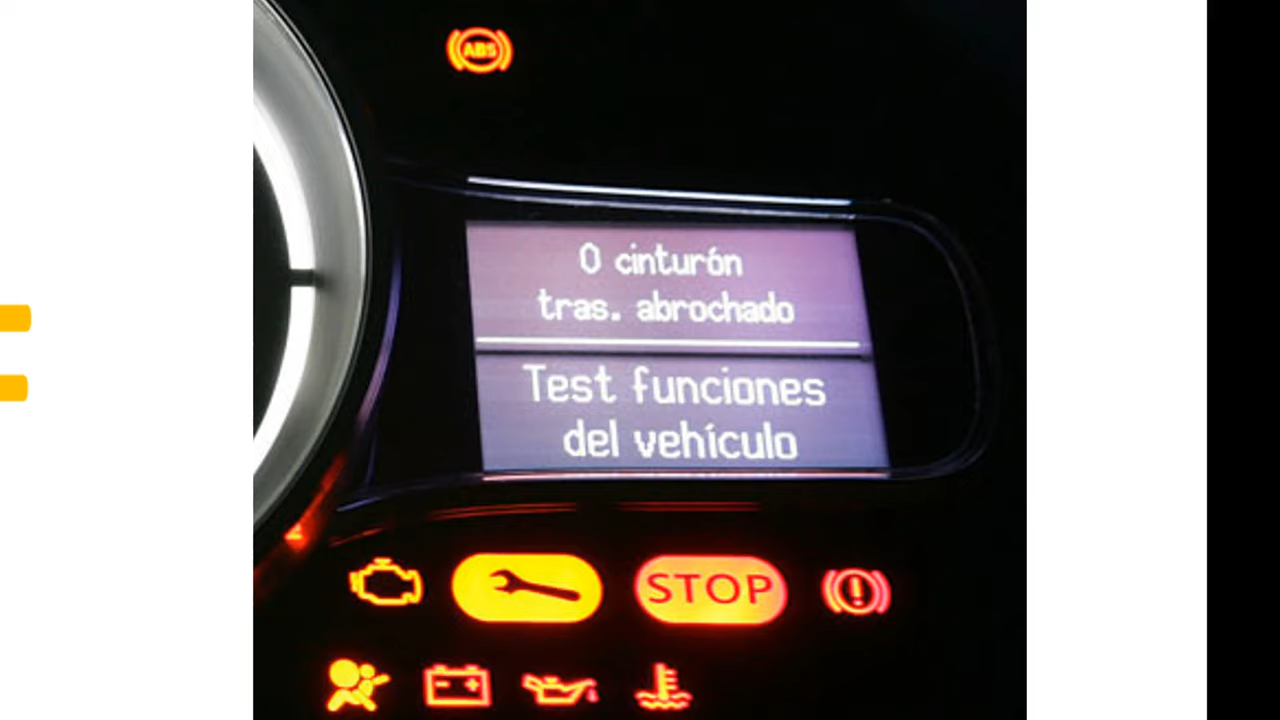 ABS
0 cinturón
tras. abrochado
Test funciones
del vehículo
STOP